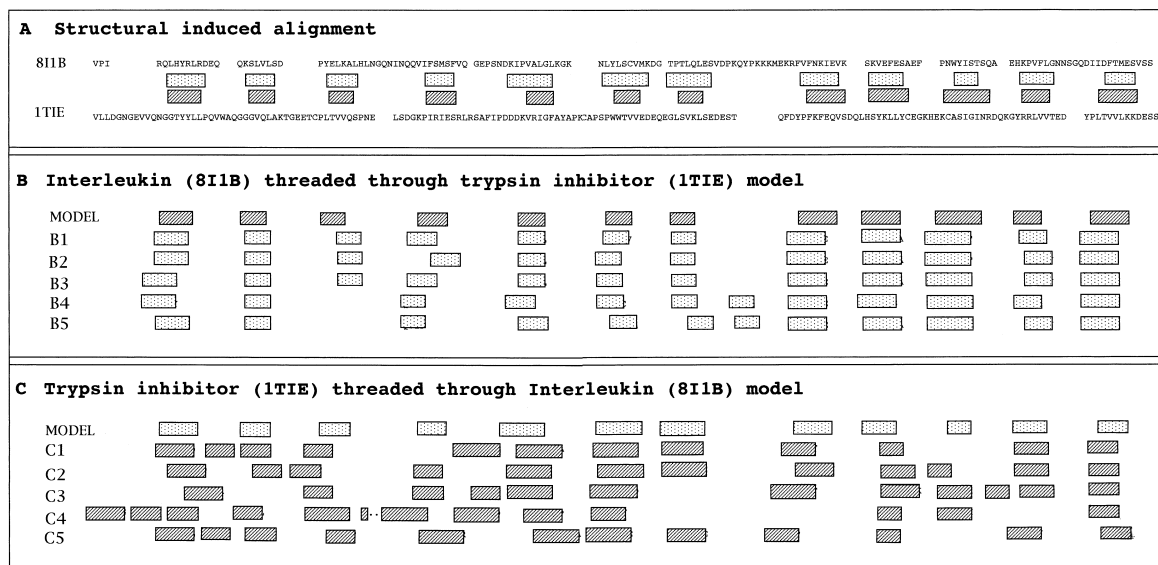 A Structural induced alignment
8I1B VPI RQLHYRLRDEQ QKSLVLSD PYELKALHLNGQNINQQVIFSMSFVQ GEPSNDKIPVALGLKGK NLYLSCVMKDG TPTLQLESVDPKQYPKKKMEKRFVFNKIEVK SKVEFESAEF PNWYISTSQA EHKPVFLGNNSGQDIIDFTMESVSS
1TIE VLLDGNGEVVQNGGTYYLLPQVWAQGGGVQLAKTGEETCPLTVVQSPNE LSDGKPIRIESRLRSAFIPDDDKVRIGFAYAPKCAPSPWWTVVEDEQEGLSVKLSEDEST QFDYPFKFEQVSDQLHSYKLLYCEGKHEKCASIGINRDQKGYRRLVVTED YPLTVVLKKDESS
B Interleukin (8I1B) threaded through trypsin inhibitor (1TIE) model
MODEL
B1
B2
B3
B4
B5
C Trypsin inhibitor (1TIE) threaded through Interleukin (8I1B) model
MODEL
C1
C2
C3
C4
C5